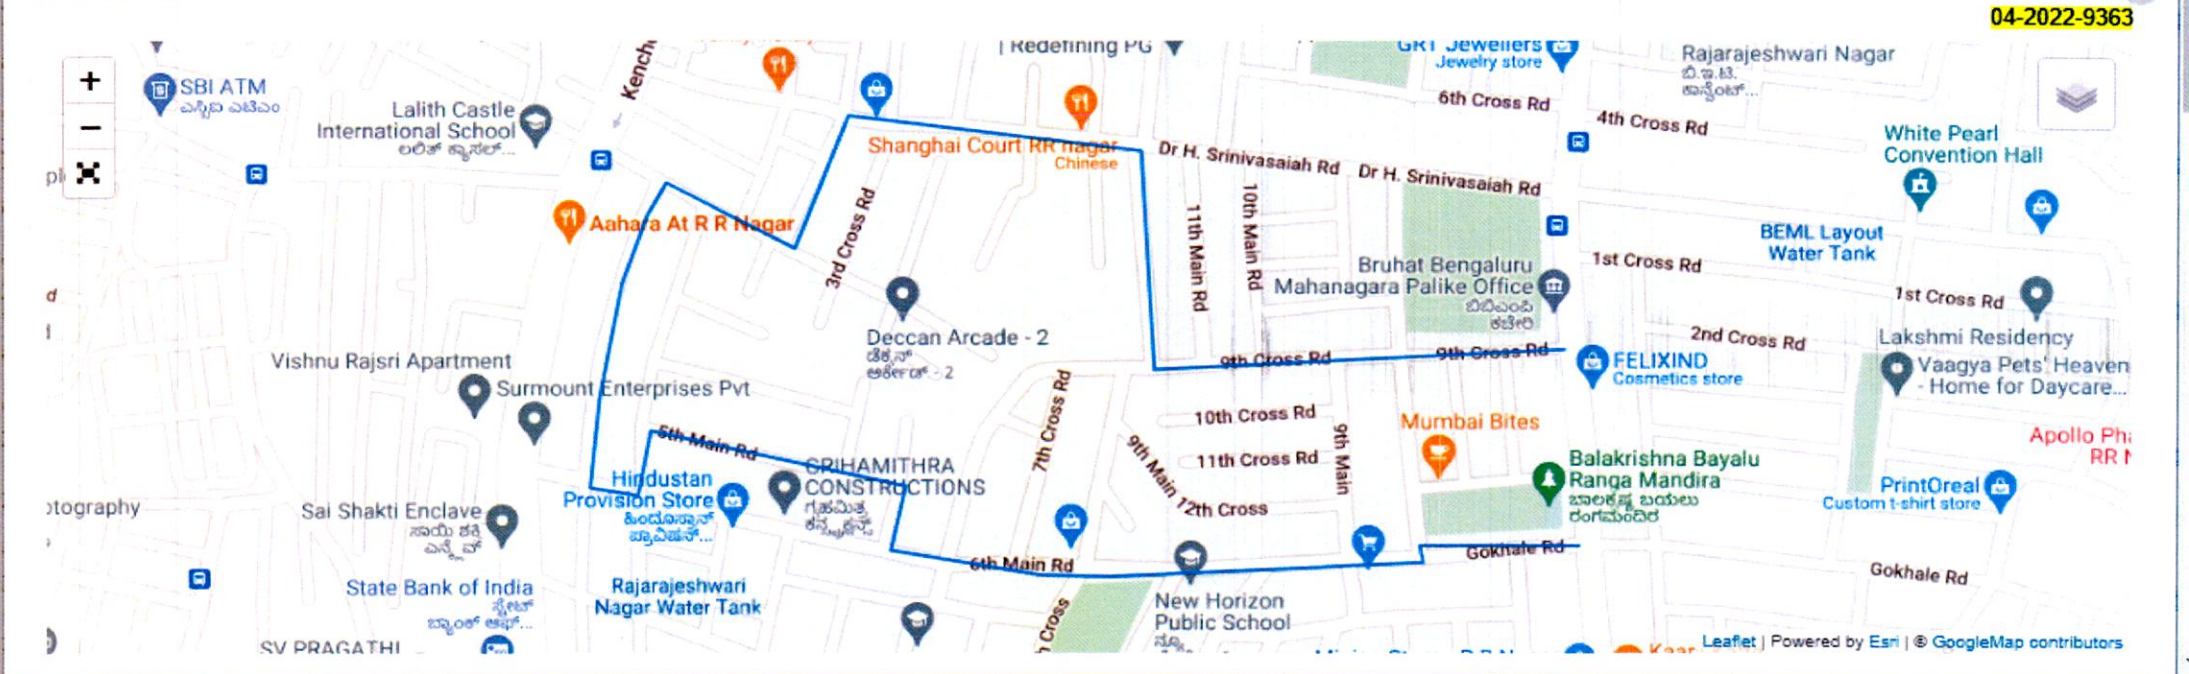 04-2022-9363
+
−
SBI ATM
Lalith Castle
International School
| Redefining PG
GRT Jewellers
Jewelry store
Rajarajeshwari Nagar
6th Cross Rd
4th Cross Rd
White Pearl
Convention Hall
Shanghai Court RR nagar
Chinese
Dr H. Srinivasaiah Rd
Dr H. Srinivasaiah Rd
Aahara At R R Nagar
3rd Cross Rd
11th Main Rd
10th Main Rd
BEML Layout
Water Tank
1st Cross Rd
Bruhat Bengaluru
Mahanagara Palike Office
ಬಿಬಿಎಂಪಿ
ಕಚೇರಿ
1st Cross Rd
Deccan Arcade - 2
ಡೆಕ್ಕನ್
ಆರ್ಕೇಡ್ - 2
2nd Cross Rd
Lakshmi Residency
Vishnu Rajsri Apartment
Surmount Enterprises Pvt
9th Cross Rd
9th Cross Rd
FELIXIND
Cosmetics store
Vaagya Pets' Heaven
- Home for Daycare...
7th Cross Rd
10th Cross Rd
Mumbai Bites
5th Main Rd
9th Main
9th Main
11th Cross Rd
12th Cross
Hindustan
Provision Store
GRIHAMITHRA
CONSTRUCTIONS
Balakrishna Bayalu
Ranga Mandira
ಬಾಲಕೃಷ್ಣ ಬಯಲು
ರಂಗಮಂದಿರ
PrintOreal
Custom t-shirt store
Sai Shakti Enclave
6th Main Rd
Gokhale Rd
Gokhale Rd
State Bank of India
Rajarajeshwari
Nagar Water Tank
New Horizon
Public School
SV PRAGATHI
Leaflet | Powered by Esri | © GoogleMap contributors